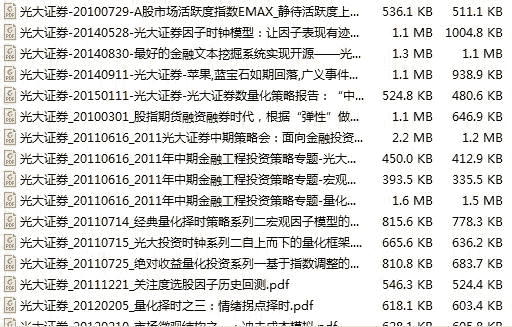 光大证券-20100729-A股市场活跃度指数EMAX_静待活跃度上... 536.1 KB 511.1 KB
光大证券-20140528-光大证券因子时钟模型：让因子表现有迹... 1.1 MB 1004.8 KB
光大证券-20140830-最好的金融文本挖掘系统实现开源——光... 1.3 MB 1.1 MB
光大证券-20140911-苹果,蓝宝石如期回落,广义事件... 1.1 MB 938.9 KB
光大证券-20150111-光大证券-光大证券数量化策略报告：“中... 524.8 KB 480.6 KB
光大证券_20100301_股指期货融资融券时代，根据“弹性”做... 1.1 MB 646.9 KB
光大证券_20110616_2011光大证券中期策略会：面向金融投资... 2.2 MB 1.2 MB
光大证券_20110616_2011年中期金融工程投资策略专题-光大... 450.0 KB 412.9 KB
光大证券_20110616_2011年中期金融工程投资策略专题-宏观... 393.5 KB 335.5 KB
光大证券_20110616_2011年中期金融工程投资策略专题-量化... 1.6 MB 1.5 MB
光大证券_20110714_经典量化择时策略系列二宏观因子模型的... 815.6 KB 778.3 KB
光大证券_20110715_光大投资时钟系列二自上而下的量化框架... 665.6 KB 636.2 KB
光大证券_20110725_绝对收益量化投资系列一基于指数调整的... 810.8 KB 683.7 KB
光大证券_20111221_关注度选股因子历史回测.pdf 546.3 KB 524.4 KB
光大证券_20120205_量化择时之三：情绪拐点择时.pdf 618.1 KB 603.4 KB